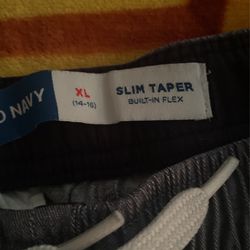 D NAVY
XL
(14-16)
SLIM TAPER
BUILT-IN FLEX